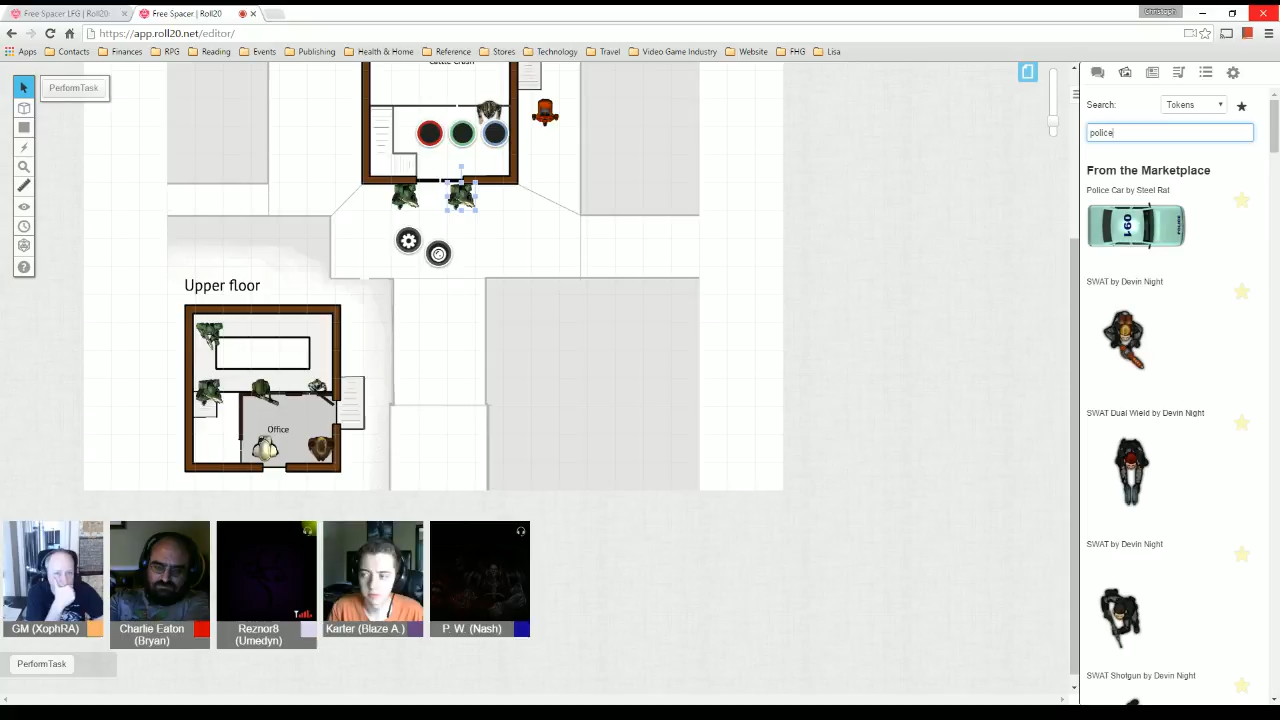 Christoph
Free Spacer LFG | Roll20
Free Spacer | Roll20
https://app.roll20.net/editor/
Apps
Contacts
Finances
RPG
Reading
Events
Publishing
Health & Home
Reference
Stores
Technology
Travel
Video Game Industry
Website
FHG
Lisa
PerformTask
Cattle Crush
Upper floor
Office
Search:
Tokens
police
From the Marketplace
Police Car by Steel Rat
091
SWAT by Devin Night
SWAT Dual Wield by Devin Night
SWAT by Devin Night
SWAT Shotgun by Devin Night
GM (XophRA)
Charlie Eaton
(Bryan)
Reznor8
(Umedyn)
Karter (Blaze A.)
P. W. (Nash)
PerformTask